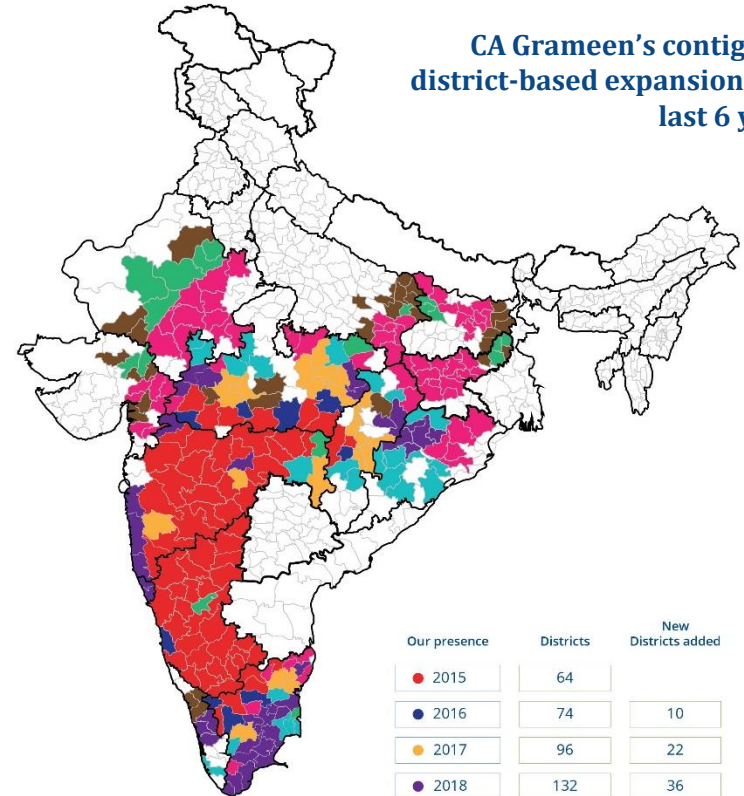 CA Grameen's contig
district-based expansion
last 6 y
Our presence Districts New Districts added
2015 64
2016 74 10
2017 96 22
2018 132 36